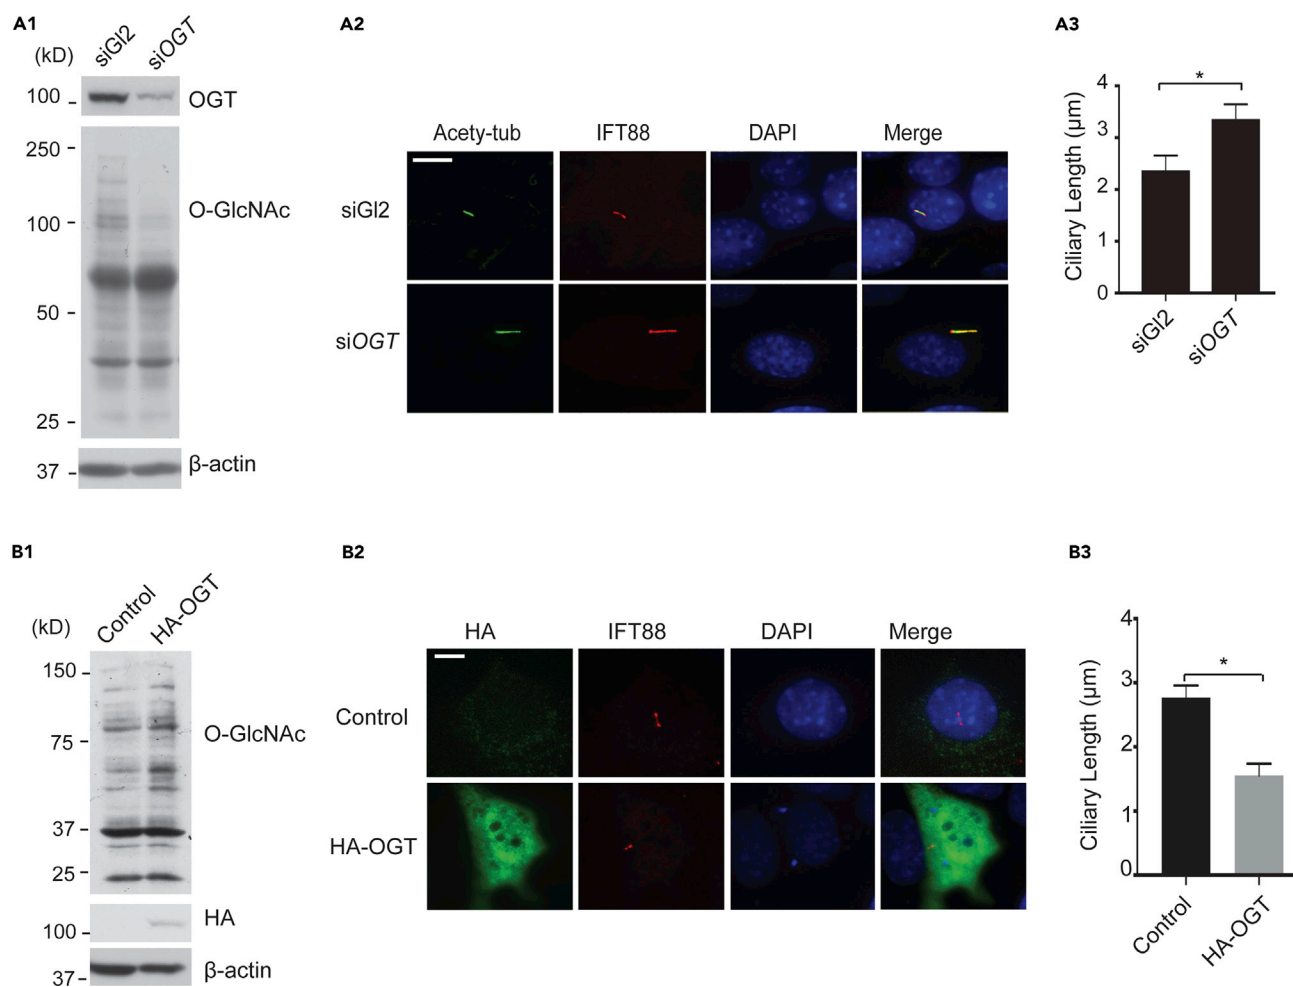 A1
(kD)
siGl2
siOGT
100
OGT
250
O-GlcNAc
100
50
25
37
β-actin
A2
Acety-tub
IFT88
DAPI
Merge
siGl2
siOGT
A3
Ciliary Length (μm)
4
3
2
1
0
*
siGl2
siOGT
B1
(kD)
Control
HA-OGT
150
O-GlcNAc
75
37
25
HA
100
β-actin
37
B2
HA
IFT88
DAPI
Merge
Control
HA-OGT
B3
Ciliary Length (μm)
4
3
2
1
0
*
Control
HA-OGT